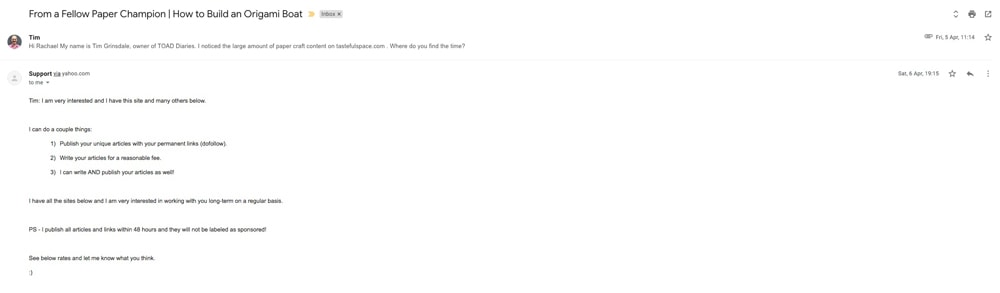 From a Fellow Paper Champion | How to Build an Origami Boat Inbox x
Tim Fri, 5 Apr, 11:14
Hi Rachael My name is Tim Grinsdale, owner of TOAD Diaries. I noticed the large amount of paper craft content on tastefulspace.com . Where do you find the time?
Support via yahoo.com Sat, 6 Apr, 19:15
to me
Tim: I am very interested and I have this site and many others below.
I can do a couple things:
1) Publish your unique articles with your permanent links (dofollow).
2) Write your articles for a reasonable fee.
3) I can write AND publish your articles as well!
I have all the sites below and I am very interested in working with you long-term on a regular basis.
PS - I publish all articles and links within 48 hours and they will not be labeled as sponsored!
See below rates and let me know what you think.
:)